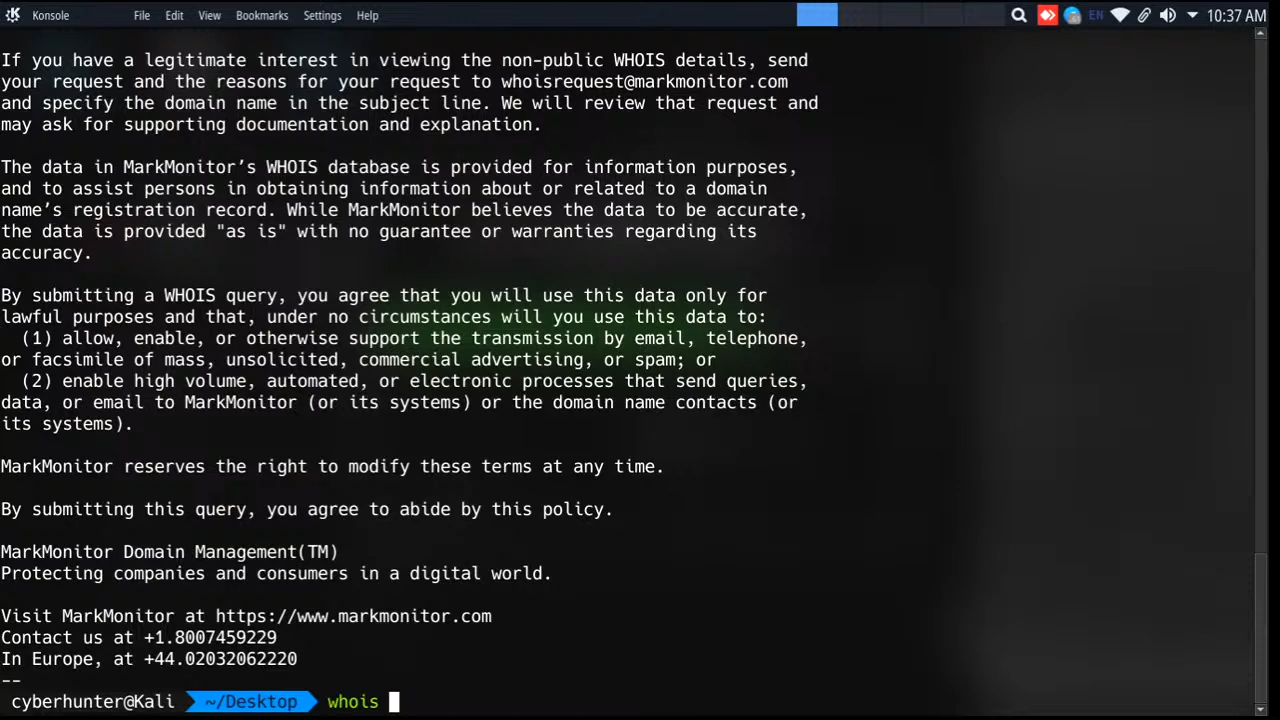 Konsole File Edit View Bookmarks Settings Help EN 10:37 AM
If you have a legitimate interest in viewing the non-public WHOIS details, send
your request and the reasons for your request to whoisrequest@markmonitor.com
and specify the domain name in the subject line. We will review that request and
may ask for supporting documentation and explanation.
The data in MarkMonitor’s WHOIS database is provided for information purposes,
and to assist persons in obtaining information about or related to a domain
name’s registration record. While MarkMonitor believes the data to be accurate,
the data is provided "as is" with no guarantee or warranties regarding its
accuracy.
By submitting a WHOIS query, you agree that you will use this data only for
lawful purposes and that, under no circumstances will you use this data to:
(1) allow, enable, or otherwise support the transmission by email, telephone,
or facsimile of mass, unsolicited, commercial advertising, or spam; or
(2) enable high volume, automated, or electronic processes that send queries,
data, or email to MarkMonitor (or its systems) or the domain name contacts (or
its systems).
MarkMonitor reserves the right to modify these terms at any time.
By submitting this query, you agree to abide by this policy.
MarkMonitor Domain Management(TM)
Protecting companies and consumers in a digital world.
Visit MarkMonitor at https://www.markmonitor.com
Contact us at +1.8007459229
In Europe, at +44.02032062220
--
cyberhunter@Kali ~/Desktop whois